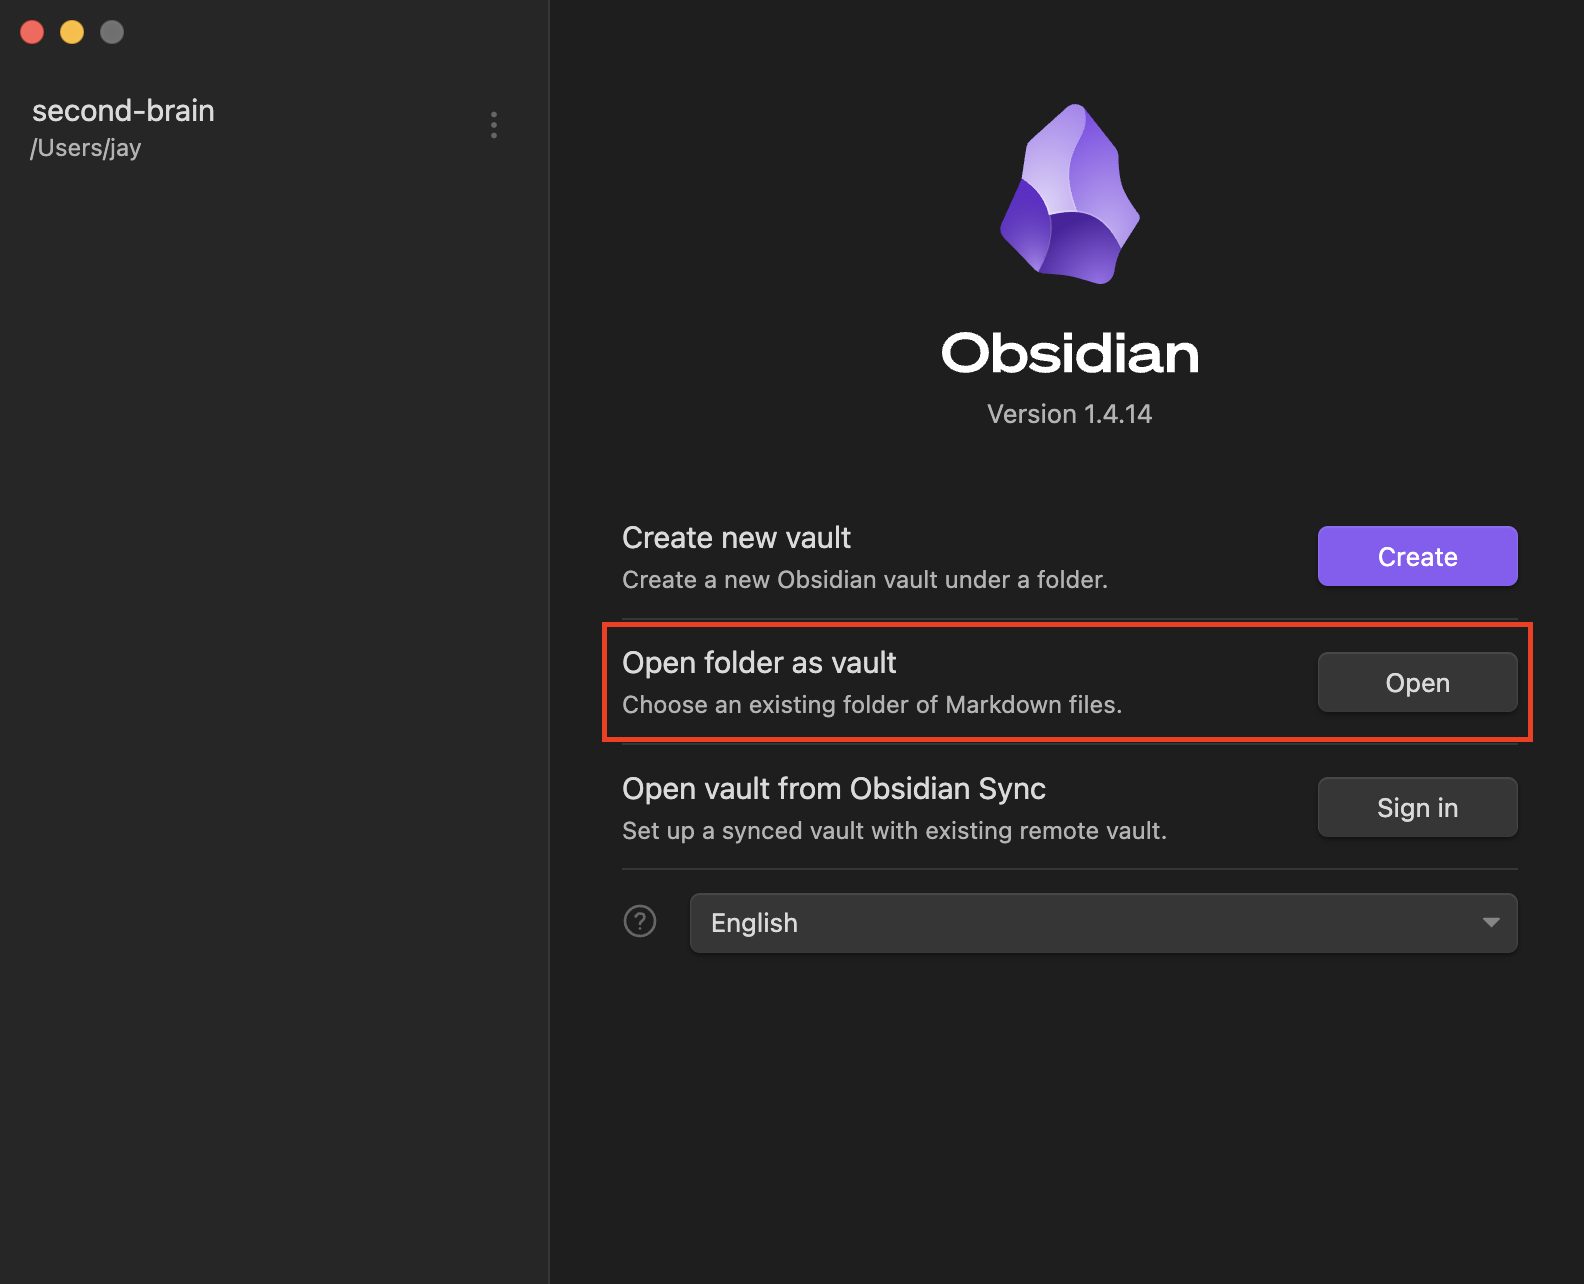 second-brain
/Users/jay
Obsidian
Version 1.4.14
Create new vault
Create a new Obsidian vault under a folder.
Create
Open folder as vault
Choose an existing folder of Markdown files.
Open
Open vault from Obsidian Sync
Set up a synced vault with existing remote vault.
Sign in
?
English